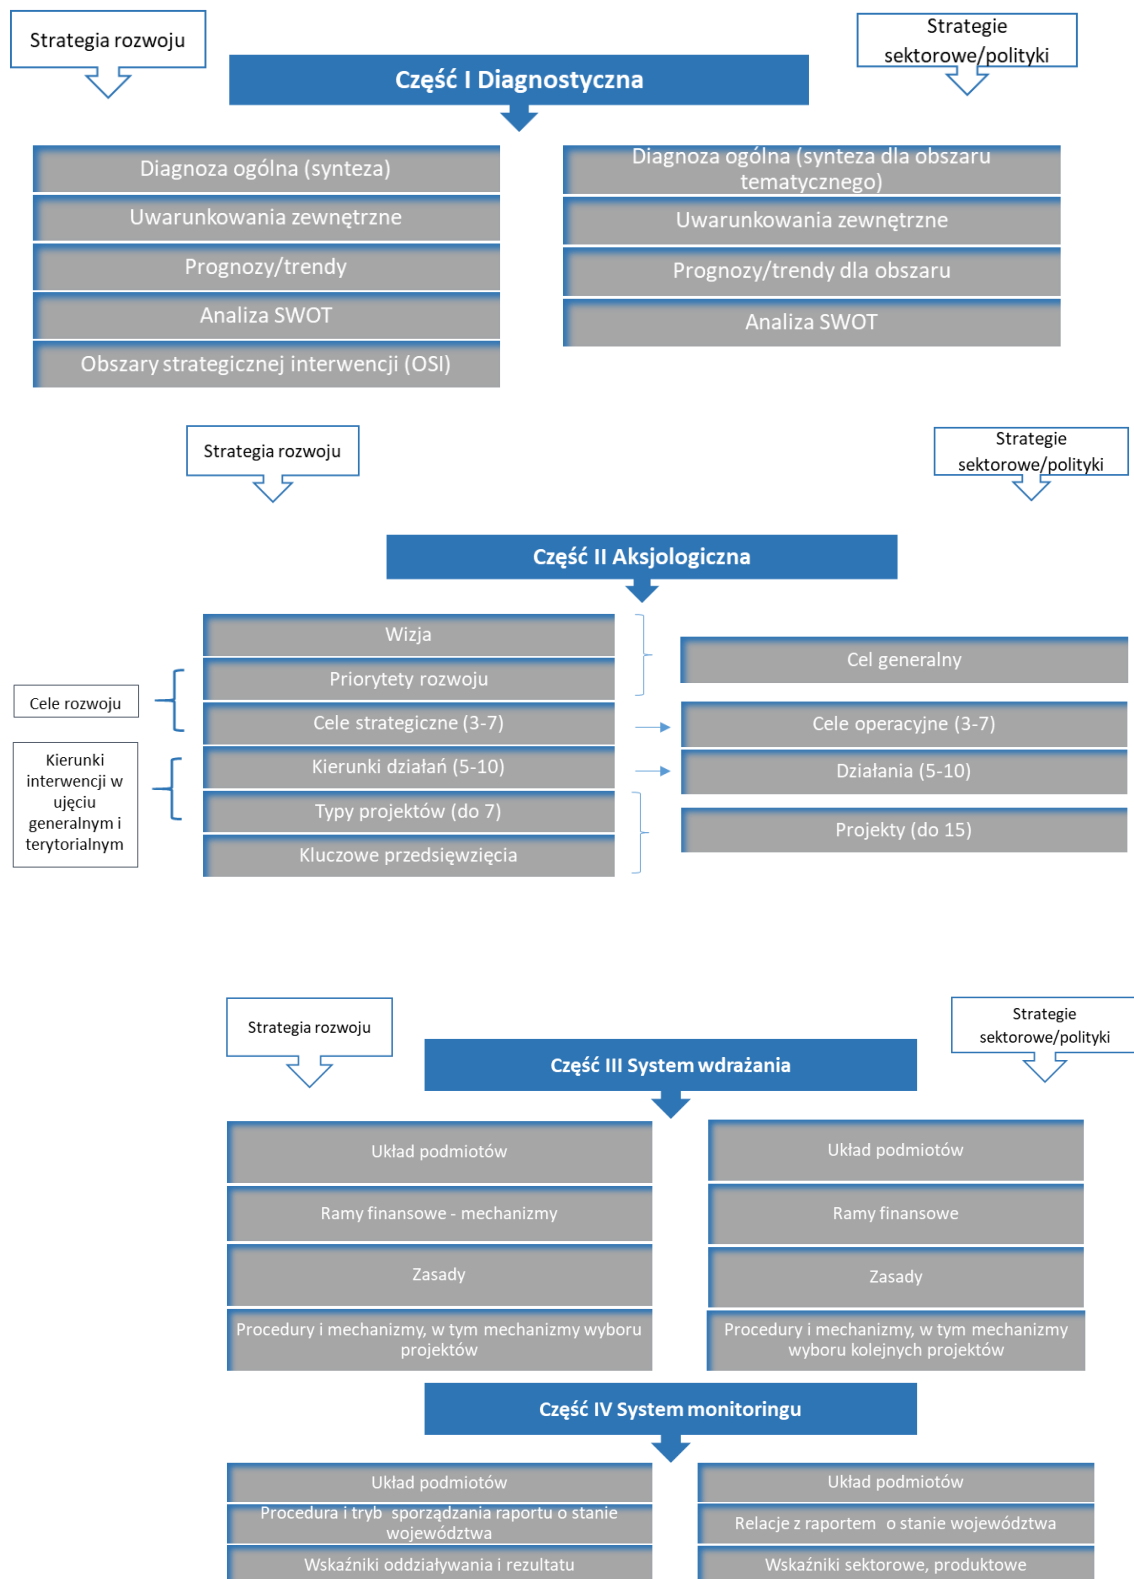 Strategia rozwoju
Strategie
sektorowe/polityki
Część I Diagnostyczna
Diagnoza ogólna (synteza)
Uwarunkowania zewnętrzne
Prognozy/trendy
Analiza SWOT
Obszary strategicznej interwencji (OSI)
Diagnoza ogólna (synteza dla obszaru
tematycznego)
Uwarunkowania zewnętrzne
Prognozy/trendy dla obszaru
Analiza SWOT
Strategia rozwoju
Strategie
sektorowe/polityki
Część II Aksjologiczna
Cele rozwoju
Kierunki
interwencji w
ujęciu
generalnym i
terytorialnym
Wizja
Priorytety rozwoju
Cele strategiczne (3-7)
Kierunki działań (5-10)
Typy projektów (do 7)
Kluczowe przedsięwzięcia
Cel generalny
Cele operacyjne (3-7)
Działania (5-10)
Projekty (do 15)
Strategia rozwoju
Strategie
sektorowe/polityki
Część III System wdrażania
Układ podmiotów
Ramy finansowe - mechanizmy
Zasady
Procedury i mechanizmy, w tym mechanizmy wyboru
projektów
Układ podmiotów
Ramy finansowe
Zasady
Procedury i mechanizmy, w tym mechanizmy
wyboru kolejnych projektów
Część IV System monitoringu
Układ podmiotów
Procedura i tryb sporządzania raportu o stanie
województwa
Wskaźniki oddziaływania i rezultatu
Układ podmiotów
Relacje z raportem o stanie województwa
Wskaźniki sektorowe, produktowe